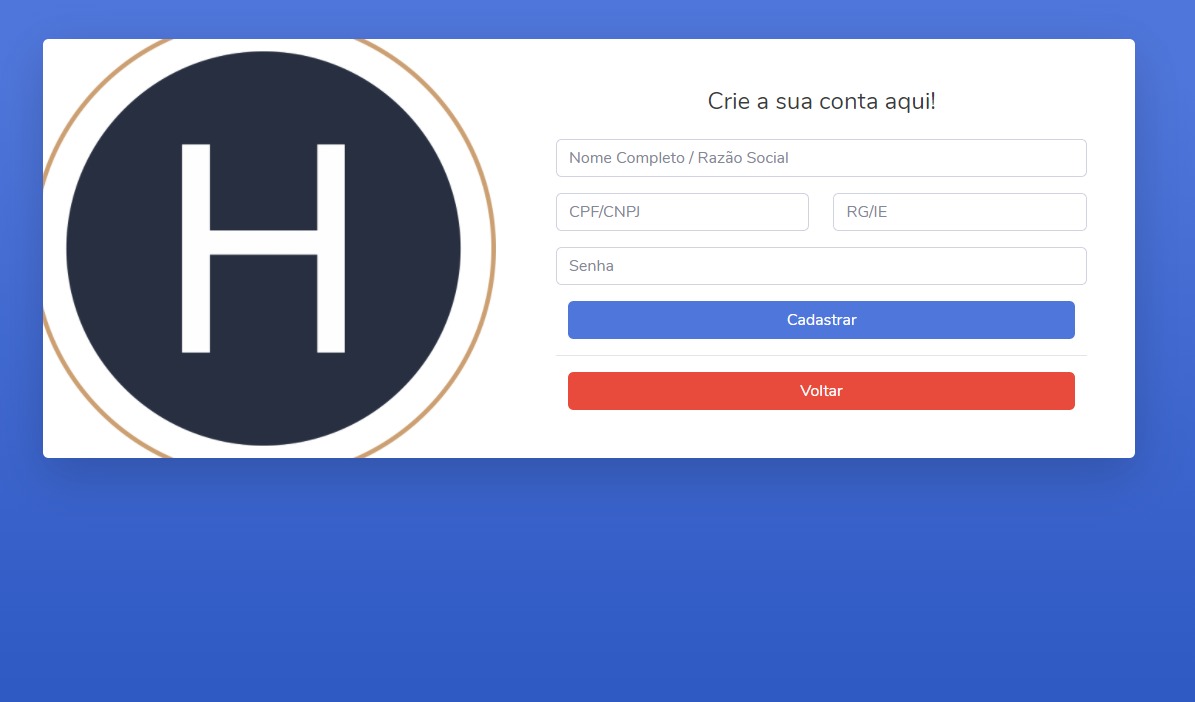 H
Crie a sua conta aqui!
Nome Completo / Razão Social
CPF/CNPJ
RG/IE
Senha
Cadastrar
Voltar